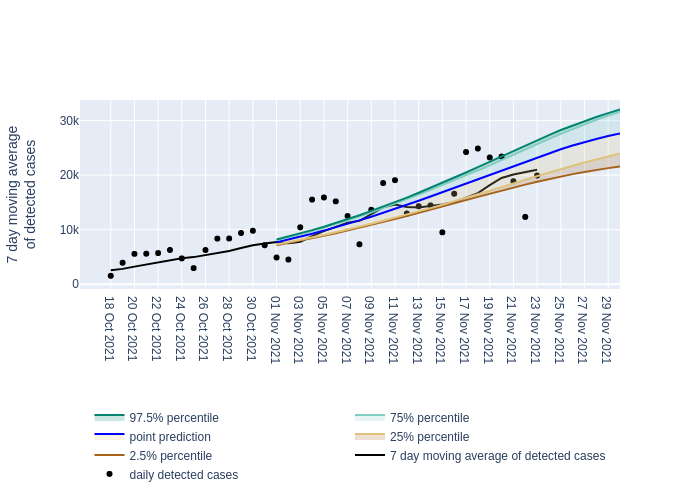 7 day moving average
of detected cases
30k
20k
10k
0
18 Oct 2021
20 Oct 2021
22 Oct 2021
24 Oct 2021
26 Oct 2021
28 Oct 2021
30 Oct 2021
01 Nov 2021
03 Nov 2021
05 Nov 2021
07 Nov 2021
09 Nov 2021
11 Nov 2021
13 Nov 2021
15 Nov 2021
17 Nov 2021
19 Nov 2021
21 Nov 2021
23 Nov 2021
25 Nov 2021
27 Nov 2021
29 Nov 2021
97.5% percentile
75% percentile
point prediction
25% percentile
2.5% percentile
7 day moving average of detected cases
daily detected cases